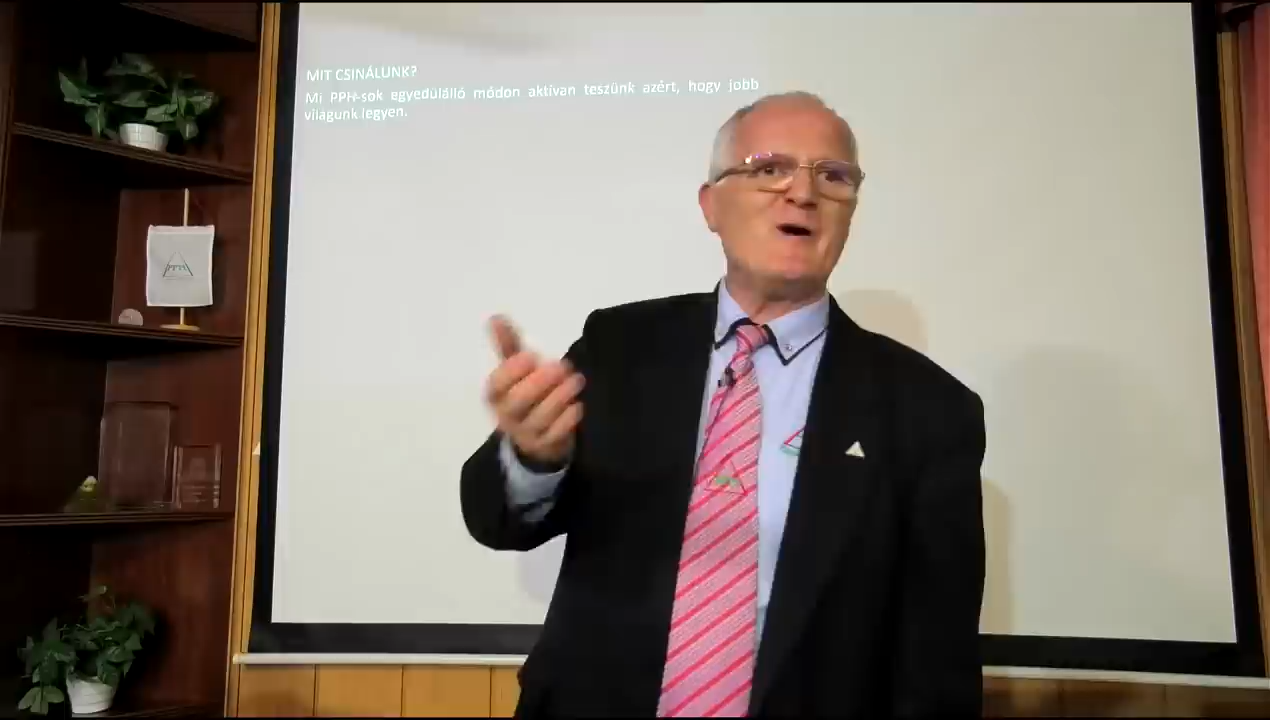 MIT CSINÁLUNK?
Mi PPH-sok egyedülálló módon aktívan teszünk azért, hogy jobb
világunk legyen.